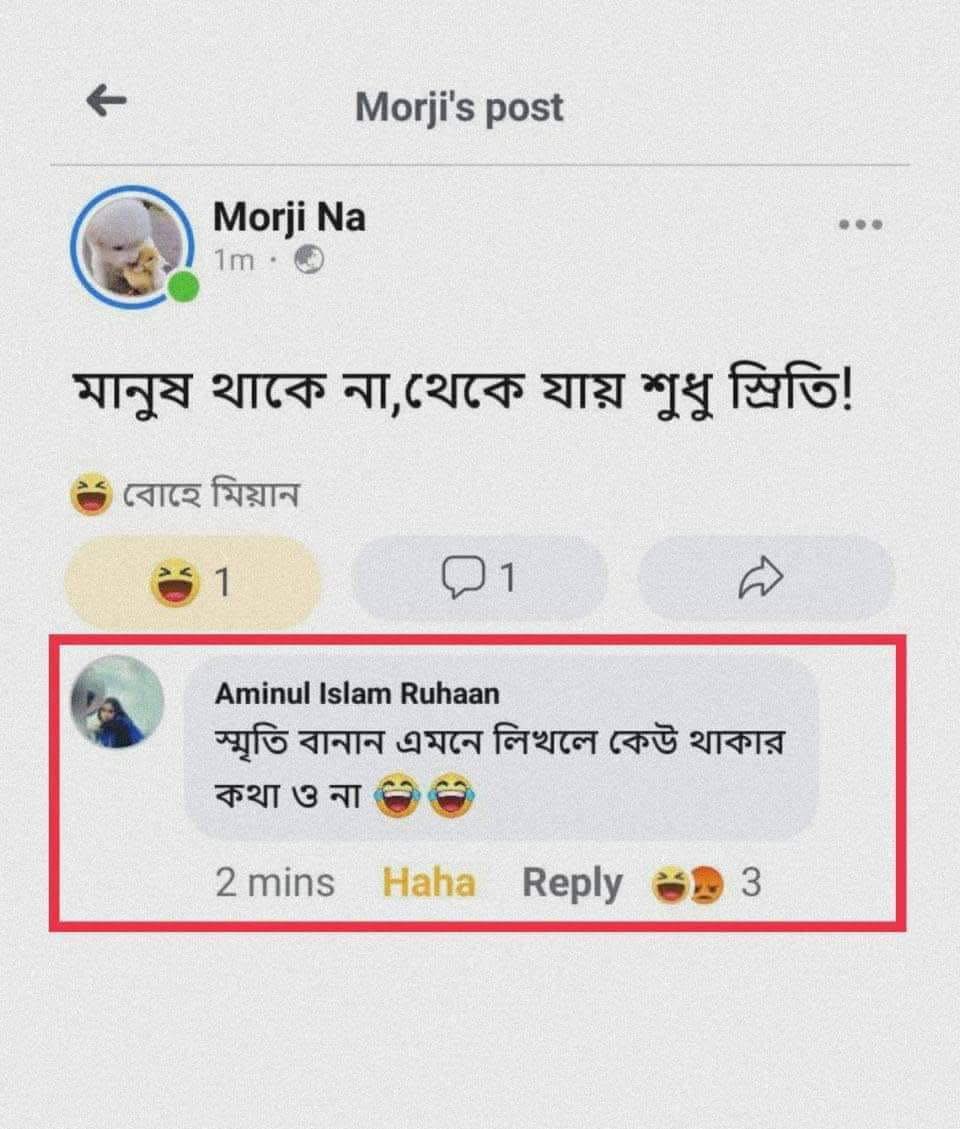 Morji's post
Morji Na
1m ·
মানুষ থাকে না,থেকে যায় শুধু স্রিতি!
😆 বোহে মিয়ান
😆 1
1
Aminul Islam Ruhaan
স্মৃতি বানান এমনে লিখলে কেউ থাকার
কথা ও না 😂😂
2 mins Haha Reply 😆😡 3